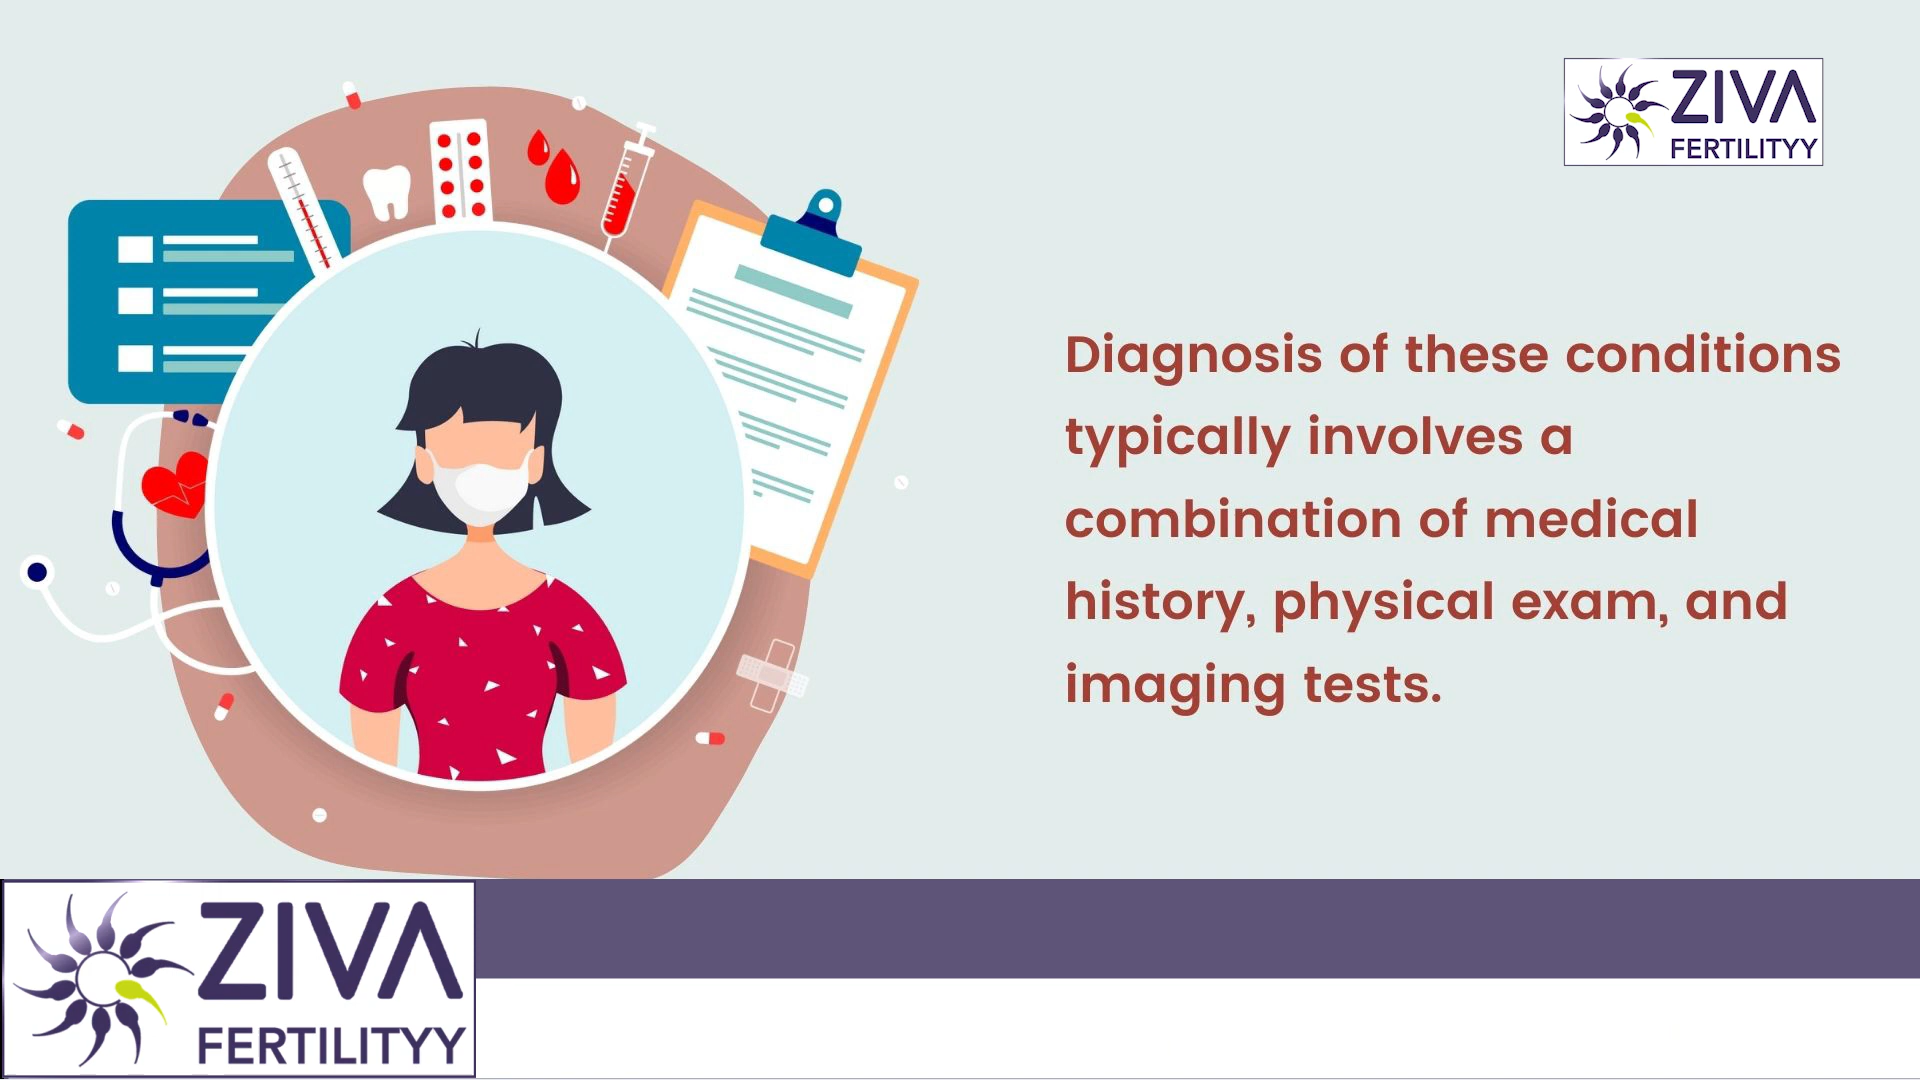 ZIVA
FERTILITYY
Diagnosis of these conditions
typically involves a
combination of medical
history, physical exam, and
imaging tests.
ZIVA
FERTILITYY